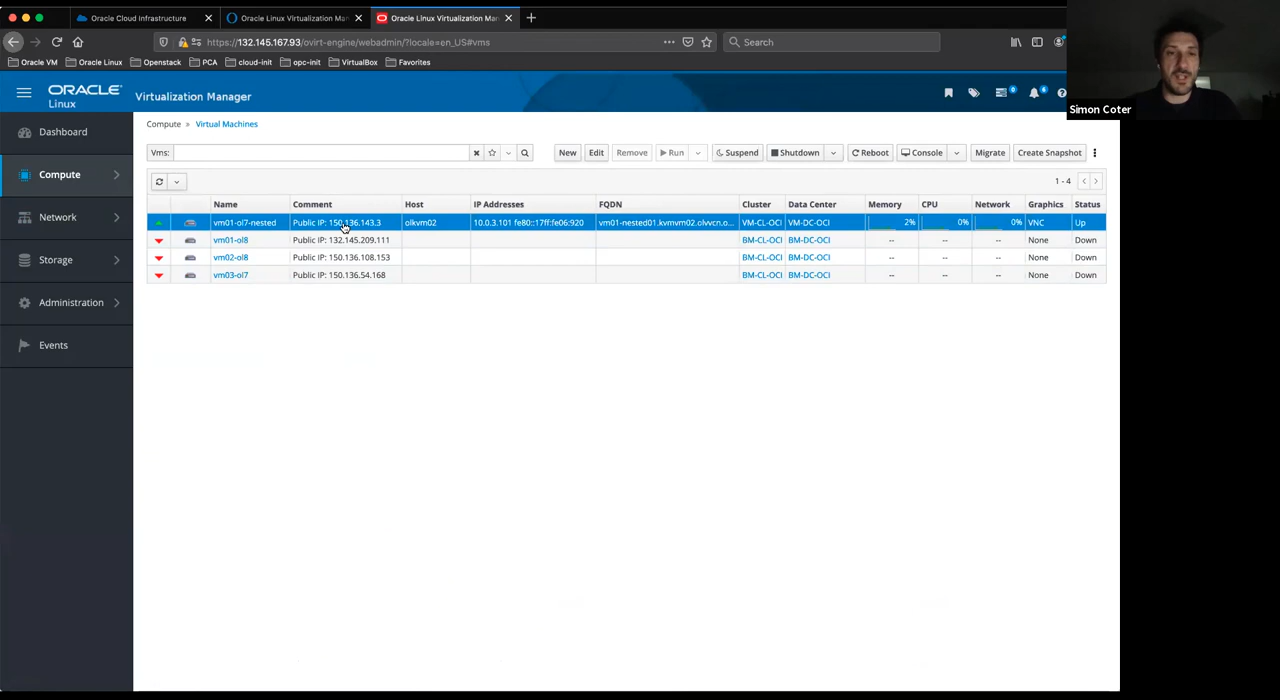 Oracle Cloud Infrastructure
Oracle Linux Virtualization Man
Oracle Linux Virtualization Man
https://132.145.167.93/ovirt-engine/webadmin/?locale=en_US#vms
Search
Oracle VM
Oracle Linux
Openstack
PCA
cloud-init
opc-init
VirtualBox
Favorites
Simon Coter
ORACLE
Linux
Virtualization Manager
0
6
Dashboard
Compute
Network
Storage
Administration
Events
Compute » Virtual Machines
Vms:
New
Edit
Remove
Run
Suspend
Shutdown
Reboot
Console
Migrate
Create Snapshot
1 - 4
Name Comment Host IP Addresses FQDN Cluster Data Center Memory CPU Network Graphics Status
vm01-ol7-nested Public IP: 150.136.143.3 olkvm02 10.0.3.101 fe80::17ff:fe06:920 vm01-nested01.kvmvm02.olvvcn.o... VM-CL-OCI VM-DC-OCI 2% 0% 0% VNC Up
vm01-ol8 Public IP: 132.145.209.111 BM-CL-OCI BM-DC-OCI -- -- -- None Down
vm02-ol8 Public IP: 150.136.108.153 BM-CL-OCI BM-DC-OCI -- -- -- None Down
vm03-ol7 Public IP: 150.136.54.168 BM-CL-OCI BM-DC-OCI -- -- -- None Down